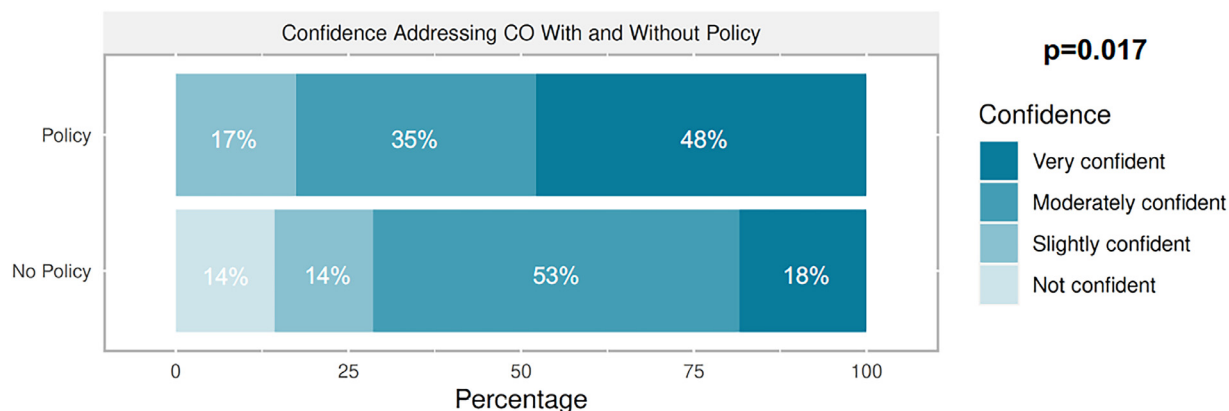 Confidence Addressing CO With and Without Policy
p=0.017
Policy
17%
35%
48%
No Policy
14%
14%
53%
18%
0
25
50
75
100
Percentage
Confidence
Very confident
Moderately confident
Slightly confident
Not confident